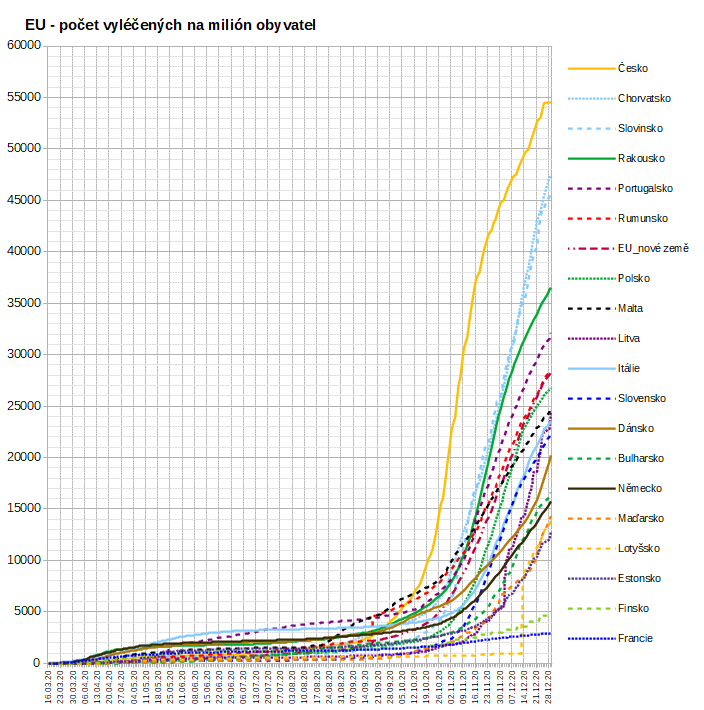 EU - počet vyléčených na milión obyvatel
60000
55000
50000
45000
40000
35000
30000
25000
20000
15000
10000
5000
0
Česko
Chorvatsko
Slovinsko
Rakousko
Portugalsko
Rumunsko
EU_nové země
Polsko
Malta
Litva
Itálie
Slovensko
Dánsko
Bulharsko
Německo
Maďarsko
Lotyšsko
Estonsko
Finsko
Francie
16.03.20
23.03.20
30.03.20
06.04.20
13.04.20
20.04.20
27.04.20
04.05.20
11.05.20
18.05.20
25.05.20
01.06.20
08.06.20
15.06.20
22.06.20
29.06.20
06.07.20
13.07.20
20.07.20
27.07.20
03.08.20
10.08.20
17.08.20
24.08.20
31.08.20
07.09.20
14.09.20
21.09.20
28.09.20
05.10.20
12.10.20
19.10.20
26.10.20
02.11.20
09.11.20
16.11.20
23.11.20
30.11.20
07.12.20
14.12.20
21.12.20
28.12.20